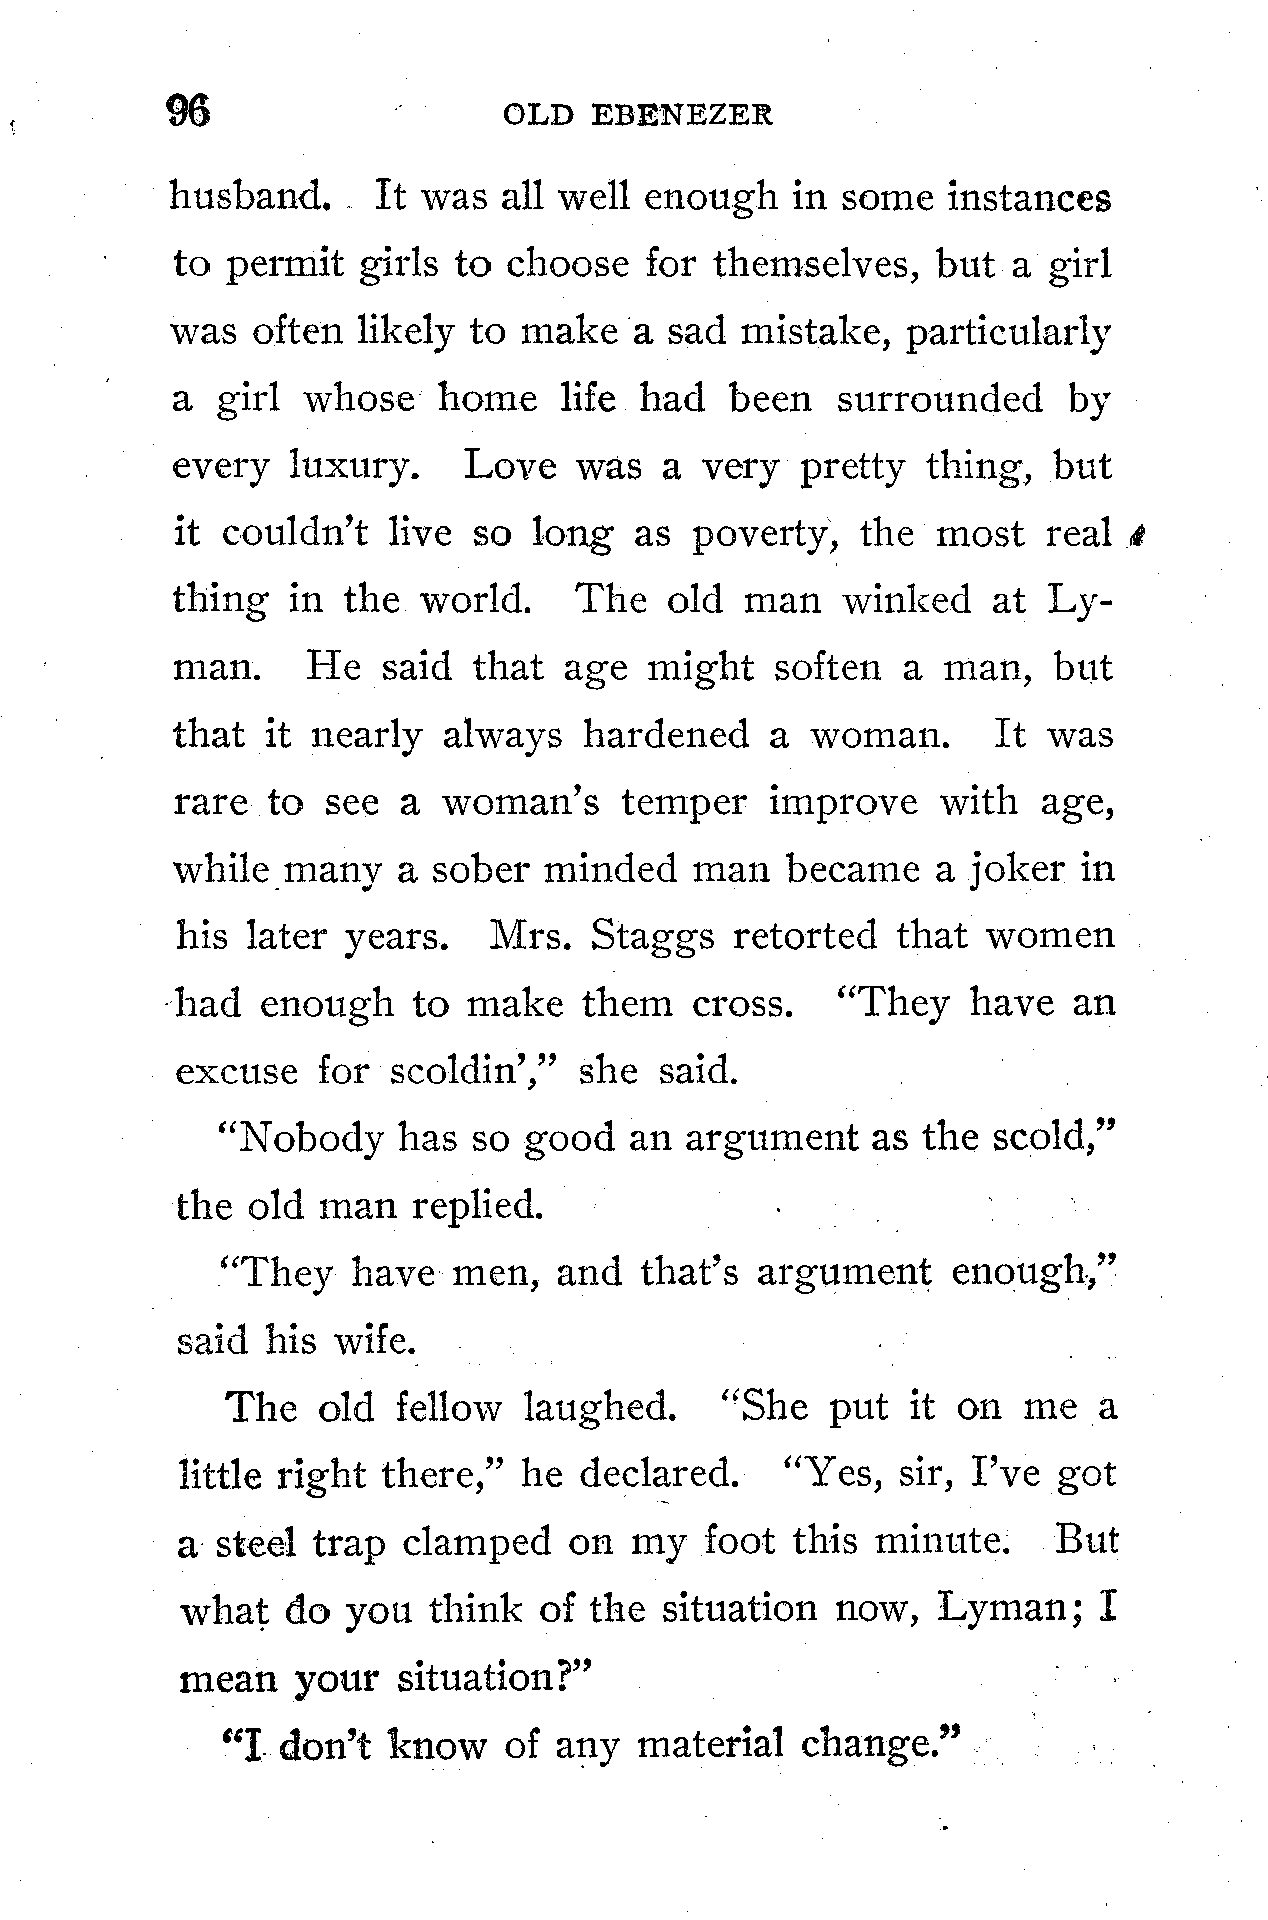 96 OLD EBENEZER
husband. It was all well enough in some instances
to permit girls to choose for themselves, but a girl
was often likely to make a sad mistake, particularly
a girl whose home life had been surrounded by
every luxury. Love was a very pretty thing, but
it couldn't live so long as poverty, the most real
thing in the world. The old man winked at Ly-
man. He said that age might soften a man, but
that it nearly always hardened a woman. It was
rare to see a woman's temper improve with age,
while many a sober minded man became a joker in
his later years. Mrs. Staggs retorted that women
had enough to make them cross. "They have an
excuse for scoldin'," she said.
"Nobody has so good an argument as the scold,"
the old man replied.
"They have men, and that's argument enough,"
said his wife.
The old fellow laughed. "She put it on me a
little right there," he declared. "Yes, sir, I've got
a steel trap clamped on my foot this minute. But
what do you think of the situation now, Lyman; I
mean your situation?"
"I don't know of any material change."